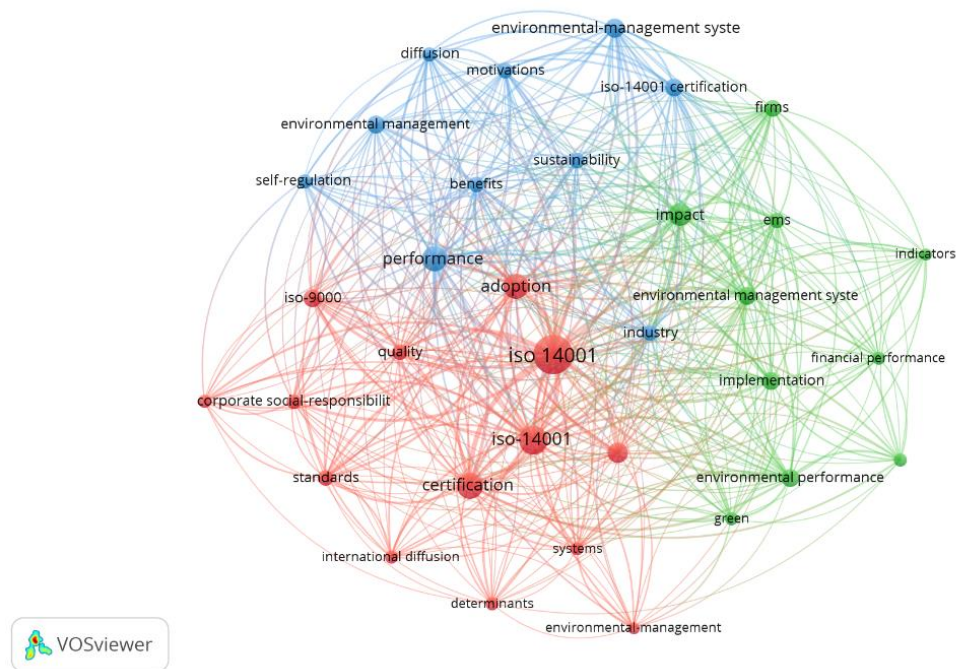 environmental-management syste
diffusion
motivations
iso-14001 certification
firms
environmental management
sustainability
self-regulation
benefits
impact
ems
indicators
performance
adoption
iso-9000
environmental management syste
industry
quality
iso 14001
financial performance
implementation
corporate social-responsibilit
iso-14001
standards
certification
environmental performance
green
international diffusion
systems
determinants
environmental-management
VOSviewer